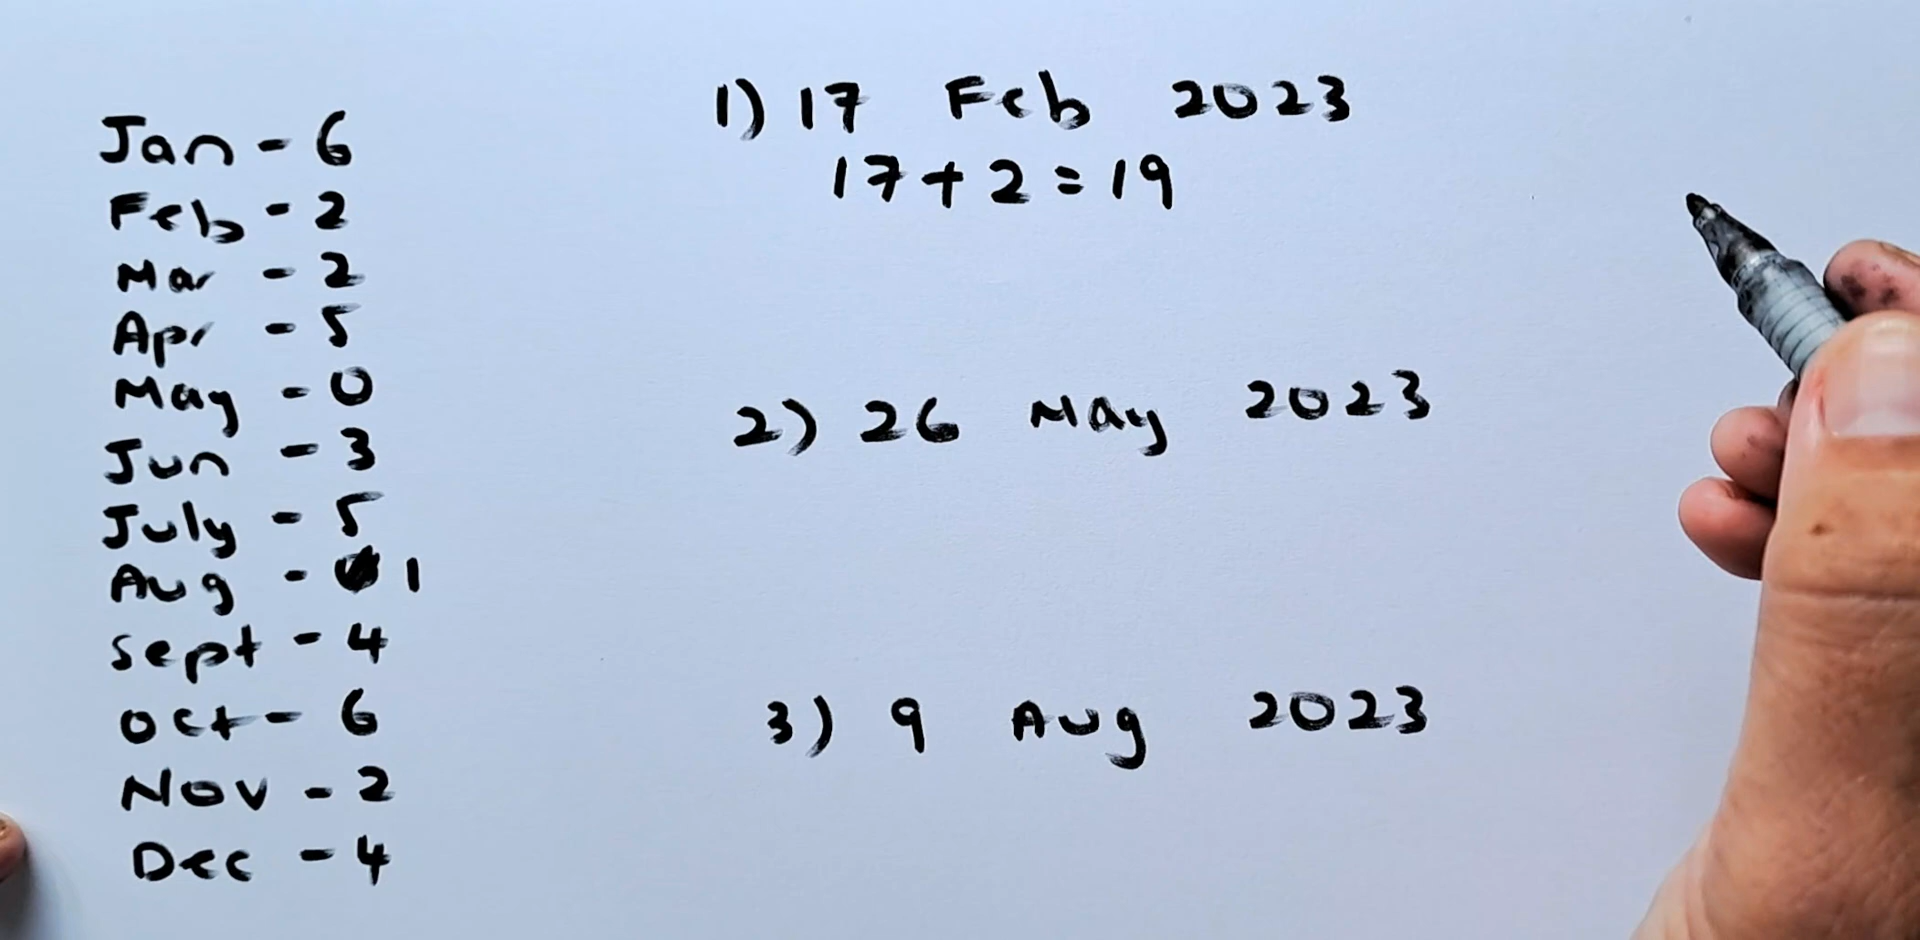 Jan - 6
Feb - 2
Mar - 2
Apr - 5
May - 0
Jun - 3
July - 5
Aug - 1
Sept - 4
Oct - 6
Nov - 2
Dec - 4
1) 17 Feb 2023
17+2=19
2) 26 May 2023
3) 9 Aug 2023